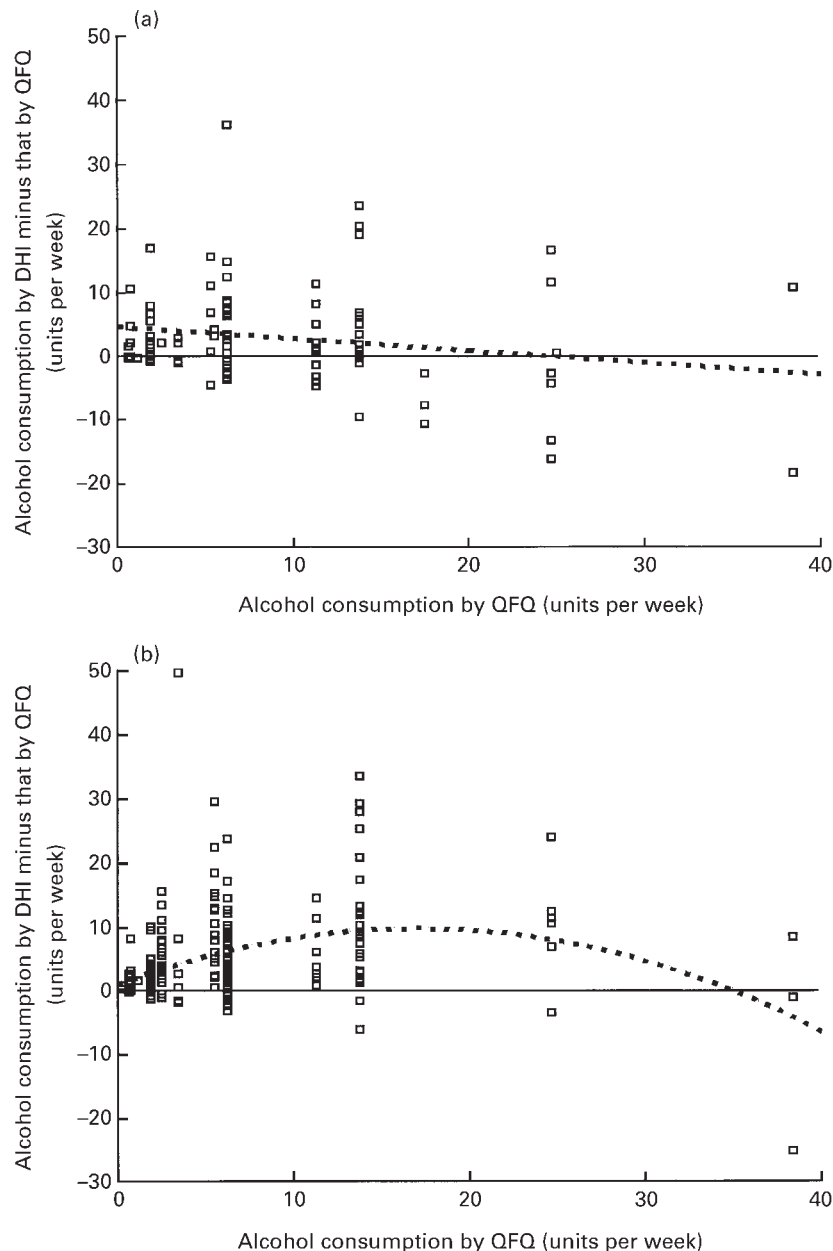 (a)
50
40
30
20
10
0
–10
–20
–30
Alcohol consumption by DHI minus that by QFQ
(units per week)
0 10 20 30 40
Alcohol consumption by QFQ (units per week)
(b)
50
40
30
20
10
0
–10
–20
–30
Alcohol consumption by DHI minus that by QFQ
(units per week)
0 10 20 30 40
Alcohol consumption by QFQ (units per week)